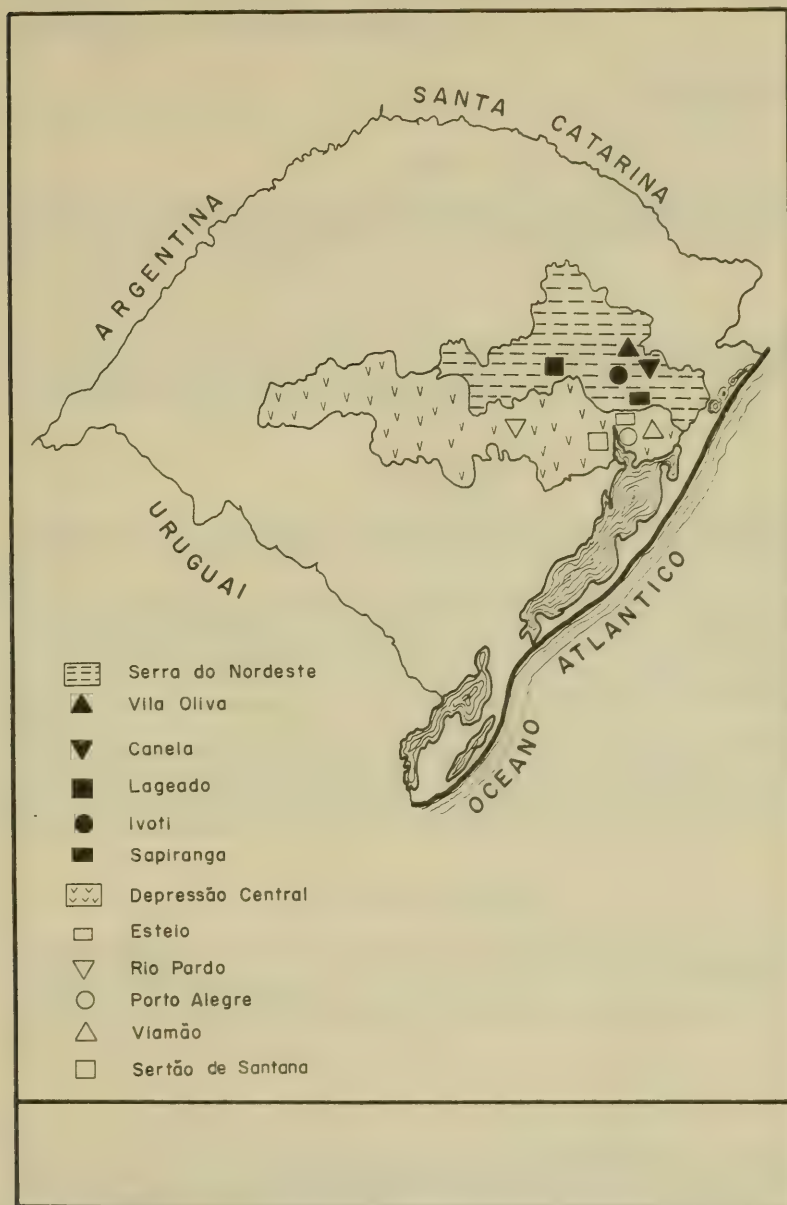 SANTA CATARINA
ARGENTINA
URUGUAI
OCEANO ATLANTICO
Serra do Nordeste
Vila Oliva
Canela
Lageado
Ivoti
Sapiranga
Depressão Central
Esteio
Rio Pardo
Porto Alegre
Viamão
Sertão de Santana